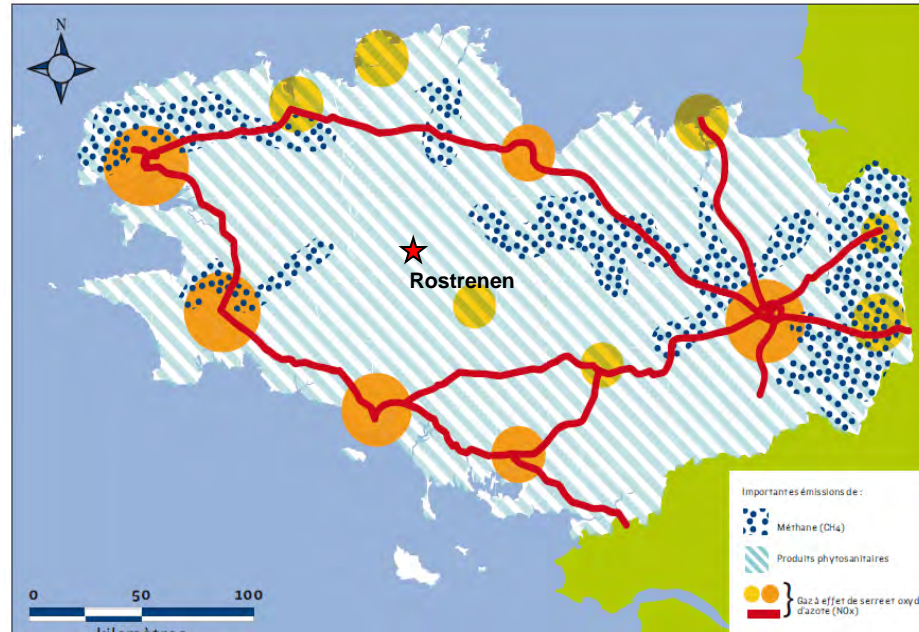 N
Rostrenen
Importantes émissions de :
Méthane (CH4)
Produits phytosanitaires
Gaz à effet de serre et oxyd
d'azote (NOx)
0 50 100
kilomètres